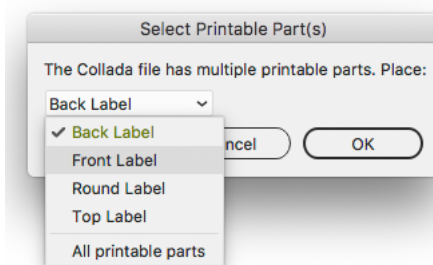 Select Printable Part(s)
The Collada file has multiple printable parts. Place:
Back Label
Back Label
Front Label
OK
Round Label
Top Label
All printable parts